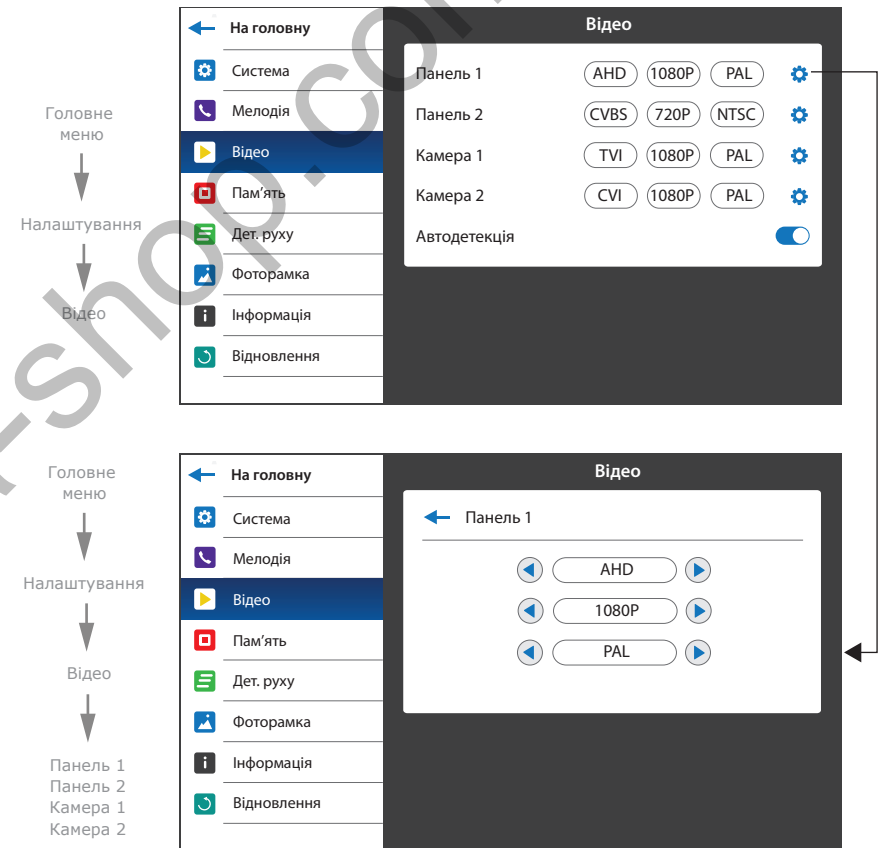 Головне
меню
Налаштування
Відео
На головну
Система
Мелодія
Відео
Пам’ять
Дет. руху
Фоторамка
Інформація
Відновлення
Відео
Панель 1 AHD 1080P PAL
Панель 2 CVBS 720P NTSC
Камера 1 TVI 1080P PAL
Камера 2 CVI 1080P PAL
Автодетекція
Головне
меню
Налаштування
Відео
Панель 1
Панель 2
Камера 1
Камера 2
На головну
Система
Мелодія
Відео
Пам’ять
Дет. руху
Фоторамка
Інформація
Відновлення
Відео
Панель 1
AHD
1080P
PAL
-shop.com